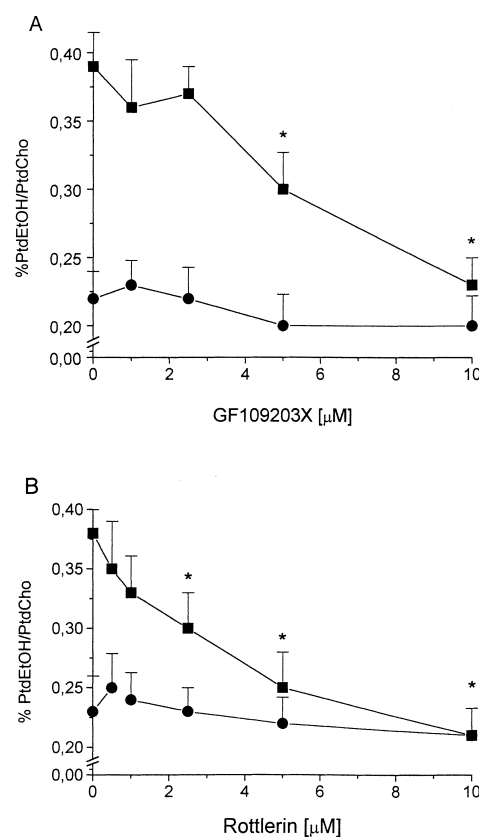 A
0,40
*
0,35
%PtdEtOH/PtdCho
0,30
*
0,25
0,20
0,00
0 2 4 6 8 10
GF109203X [µM]
B
0,40
0,35
*
% PtdEtOH/PtdCho
0,30
*
0,25
*
0,20
0,00
0 2 4 6 8 10
Rottlerin [µM]